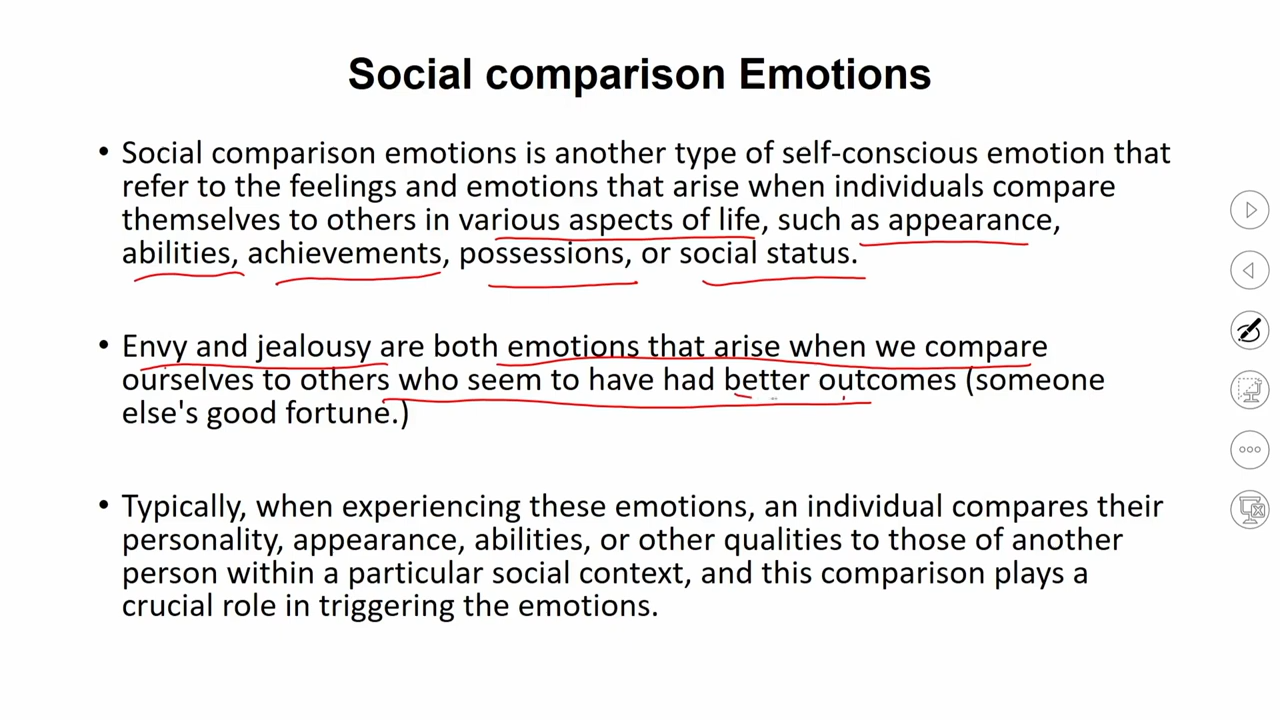 Social comparison Emotions
• Social comparison emotions is another type of self-conscious emotion that
refer to the feelings and emotions that arise when individuals compare
themselves to others in various aspects of life, such as appearance,
abilities, achievements, possessions, or social status.
• Envy and jealousy are both emotions that arise when we compare
ourselves to others who seem to have had better outcomes (someone
else's good fortune.)
• Typically, when experiencing these emotions, an individual compares their
personality, appearance, abilities, or other qualities to those of another
person within a particular social context, and this comparison plays a
crucial role in triggering the emotions.